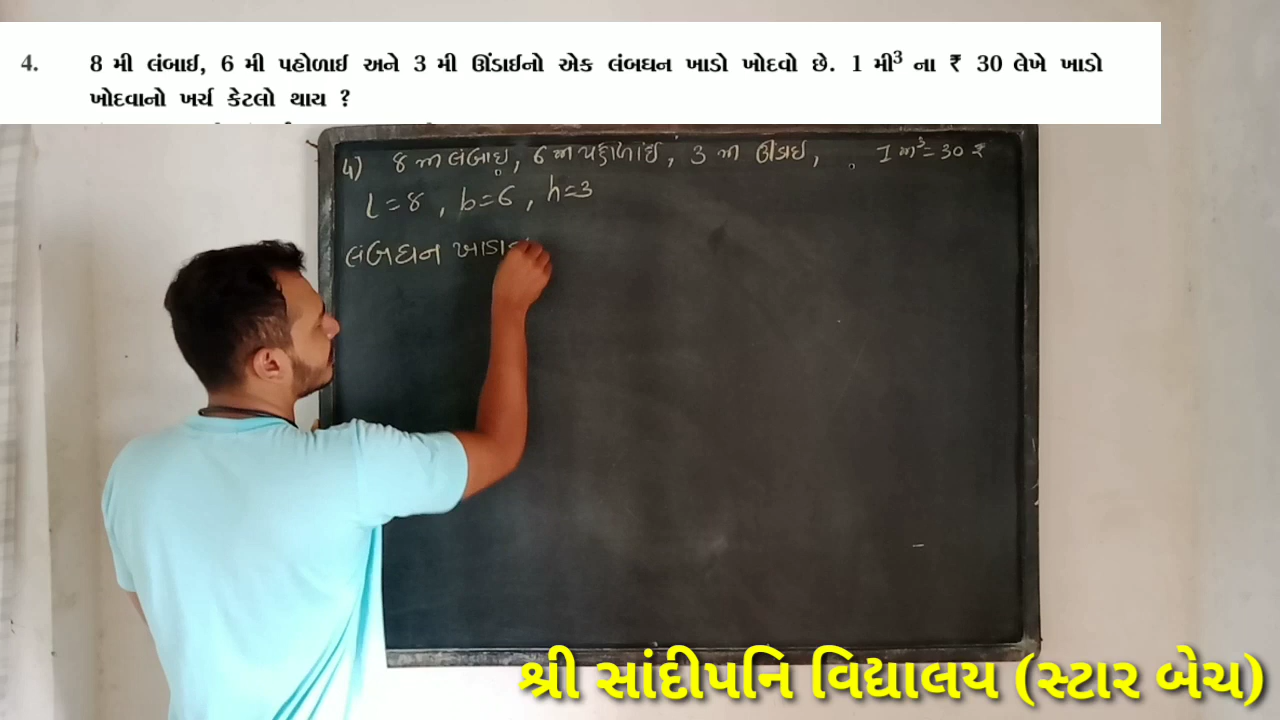 4. 8 મી લંબાઈ, 6 મી પહોળાઈ અને 3 મી ઊંડાઈનો એક લંબઘન ખાડો ખોદવો છે. 1 મી³ ના ₹ 30 લેખે ખાડો
ખોદવાનો ખર્ચ કેટલો થાય ?
4) 8 મી લંબાઇ, 6 મી પહોળાઈ, 3 મી ઊંડાઇ, 1 મી³ = 30 ₹
l = 8 , b = 6 , h = 3
લંબઘન ખાડા
શ્રી સાંદીપનિ વિદ્યાલય (સ્ટાર બેચ)